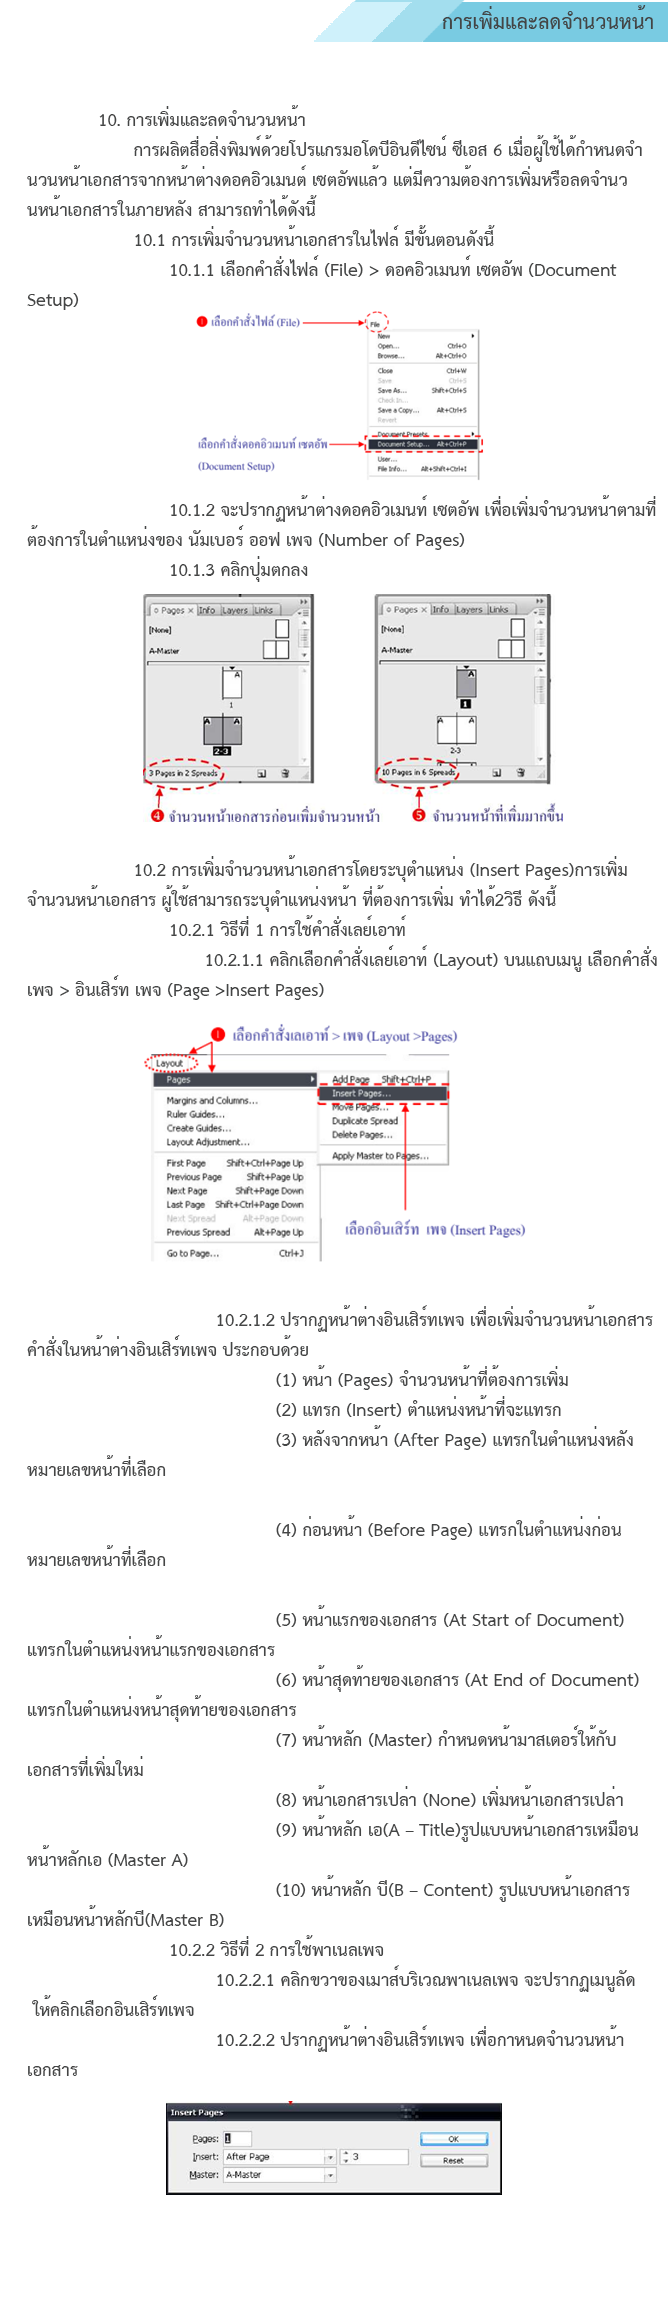 การเพิ่มและลดจำนวนหน้า
10. การเพิ่มและลดจำนวนหน้า
การผลิตสื่อสิ่งพิมพ์ด้วยโปรแกรมอโดบีอินดีไซน์ ซีเอส 6 เมื่อผู้ใช้ได้กำหนดจำ
นวนหน้าเอกสารจากหน้าต่างดอคอิวเมนต์ เซตอัพแล้ว แต่มีความต้องการเพิ่มหรือลดจำนว
นหน้าเอกสารในภายหลัง สามารถทำได้ดังนี้
10.1 การเพิ่มจำนวนหน้าเอกสารในไฟล์ มีขั้นตอนดังนี้
10.1.1 เลือกคำสั่งไฟล์ (File) > ดอคอิวเมนท์ เซตอัพ (Document
Setup)
1 เลือกคำสั่งไฟล์ (File)
File
New
Open... Ctrl+O
Browse... Alt+Ctrl+O
Close Ctrl+W
Save Ctrl+S
Save As... Shift+Ctrl+S
Check In...
Save a Copy... Alt+Ctrl+S
Revert
Document Presets
เลือกคำสั่งดอคอิวเมนท์ เซตอัพ
Document Setup... Alt+Ctrl+P
(Document Setup)
User...
File Info... Alt+Shift+Ctrl+I
10.1.2 จะปรากฏหน้าต่างดอคอิวเมนท์ เซตอัพ เพื่อเพิ่มจำนวนหน้าตามที่
ต้องการในตำแหน่งของ นัมเบอร์ ออฟ เพจ (Number of Pages)
10.1.3 คลิกปุ่มตกลง
Pages × Info Layers Links
[None]
A-Master
A
1
A A
2-3
3 Pages in 2 Spreads
4 จำนวนหน้าเอกสารก่อนเพิ่มจำนวนหน้า
Pages × Info Layers Links
[None]
A-Master
A
1
A A
2-3
10 Pages in 6 Spreads
5 จำนวนหน้าที่เพิ่มมากขึ้น
10.2 การเพิ่มจำนวนหน้าเอกสารโดยระบุตำแหน่ง (Insert Pages)การเพิ่ม
จำนวนหน้าเอกสาร ผู้ใช้สามารถระบุตำแหน่งหน้า ที่ต้องการเพิ่ม ทำได้2วิธี ดังนี้
10.2.1 วิธีที่ 1 การใช้คำสั่งเลย์เอาท์
10.2.1.1 คลิกเลือกคำสั่งเลย์เอาท์ (Layout) บนแถบเมนู เลือกคำสั่ง
เพจ > อินเสิร์ท เพจ (Page >Insert Pages)
1 เลือกคำสั่งเลเอาท์ > เพจ (Layout >Pages)
Layout
Pages
Margins and Columns...
Ruler Guides...
Create Guides...
Layout Adjustment...
First Page Shift+Ctrl+Page Up
Previous Page Shift+Page Up
Next Page Shift+Page Down
Last Page Shift+Ctrl+Page Down
Next Spread Alt+Page Down
Previous Spread Alt+Page Up
Go to Page... Ctrl+J
Add Page Shift+Ctrl+P
Insert Pages...
Move Pages...
Duplicate Spread
Delete Pages...
Apply Master to Pages...
เลือกอินเสิร์ท เพจ (Insert Pages)
10.2.1.2 ปรากฏหน้าต่างอินเสิร์ทเพจ เพื่อเพิ่มจำนวนหน้าเอกสาร
คำสั่งในหน้าต่างอินเสิร์ทเพจ ประกอบด้วย
(1) หน้า (Pages) จำนวนหน้าที่ต้องการเพิ่ม
(2) แทรก (Insert) ตำแหน่งหน้าที่จะแทรก
(3) หลังจากหน้า (After Page) แทรกในตำแหน่งหลัง
หมายเลขหน้าที่เลือก
(4) ก่อนหน้า (Before Page) แทรกในตำแหน่งก่อน
หมายเลขหน้าที่เลือก
(5) หน้าแรกของเอกสาร (At Start of Document)
แทรกในตำแหน่งหน้าแรกของเอกสาร
(6) หน้าสุดท้ายของเอกสาร (At End of Document)
แทรกในตำแหน่งหน้าสุดท้ายของเอกสาร
(7) หน้าหลัก (Master) กำหนดหน้ามาสเตอร์ให้กับ
เอกสารที่เพิ่มใหม่
(8) หน้าเอกสารเปล่า (None) เพิ่มหน้าเอกสารเปล่า
(9) หน้าหลัก เอ(A – Title)รูปแบบหน้าเอกสารเหมือน
หน้าหลักเอ (Master A)
(10) หน้าหลัก บี(B – Content) รูปแบบหน้าเอกสาร
เหมือนหน้าหลักบี(Master B)
10.2.2 วิธีที่ 2 การใช้พาเนลเพจ
10.2.2.1 คลิกขวาของเมาส์บริเวณพาเนลเพจ จะปรากฏเมนูลัด
ให้คลิกเลือกอินเสิร์ทเพจ
10.2.2.2 ปรากฏหน้าต่างอินเสิร์ทเพจ เพื่อกาหนดจำนวนหน้า
เอกสาร
Insert Pages
Pages: 1 OK
Insert: After Page 3 Reset
Master: A-Master